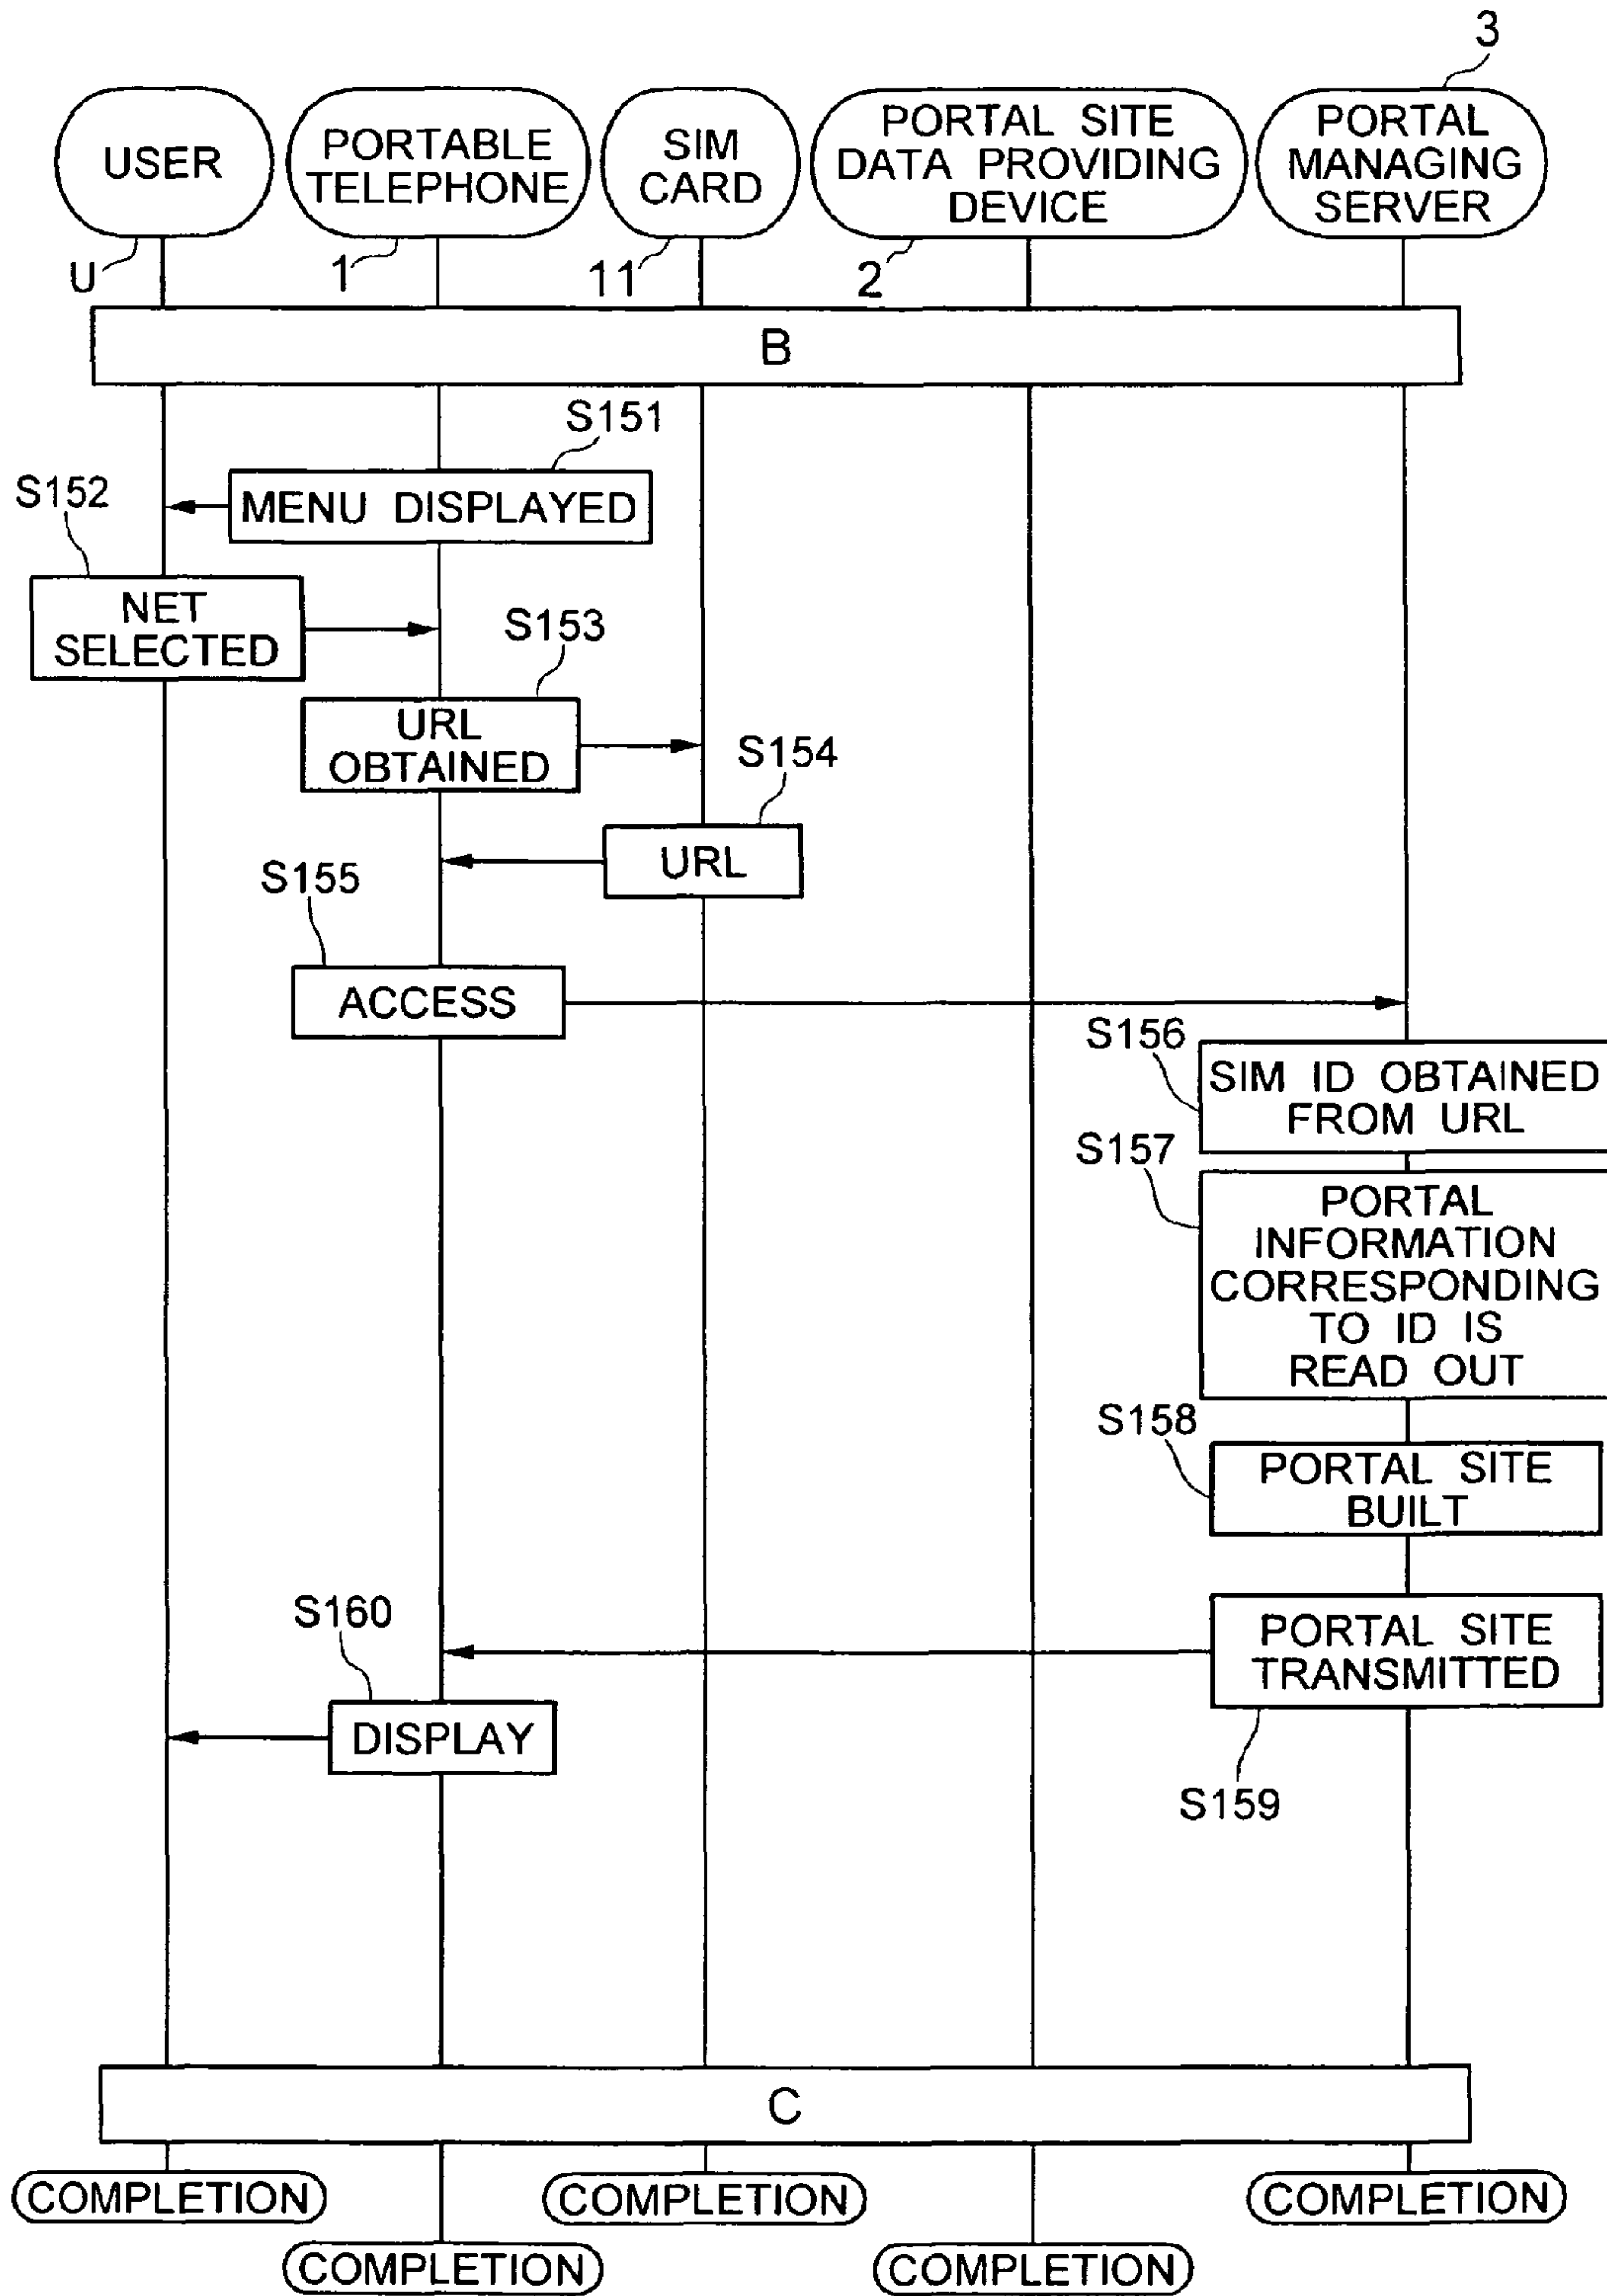 3
USER
PORTABLE
TELEPHONE
SIM
CARD
PORTAL SITE
DATA PROVIDING
DEVICE
PORTAL
MANAGING
SERVER
U
1
11
2
B
S151
MENU DISPLAYED
S152
NET
SELECTED
S153
URL
OBTAINED
S154
URL
S155
ACCESS
S156
SIM ID OBTAINED
FROM URL
S157
PORTAL
INFORMATION
CORRESPONDING
TO ID IS
READ OUT
S158
PORTAL SITE
BUILT
S160
PORTAL SITE
TRANSMITTED
DISPLAY
S159
C
COMPLETION
COMPLETION
COMPLETION
COMPLETION
COMPLETION